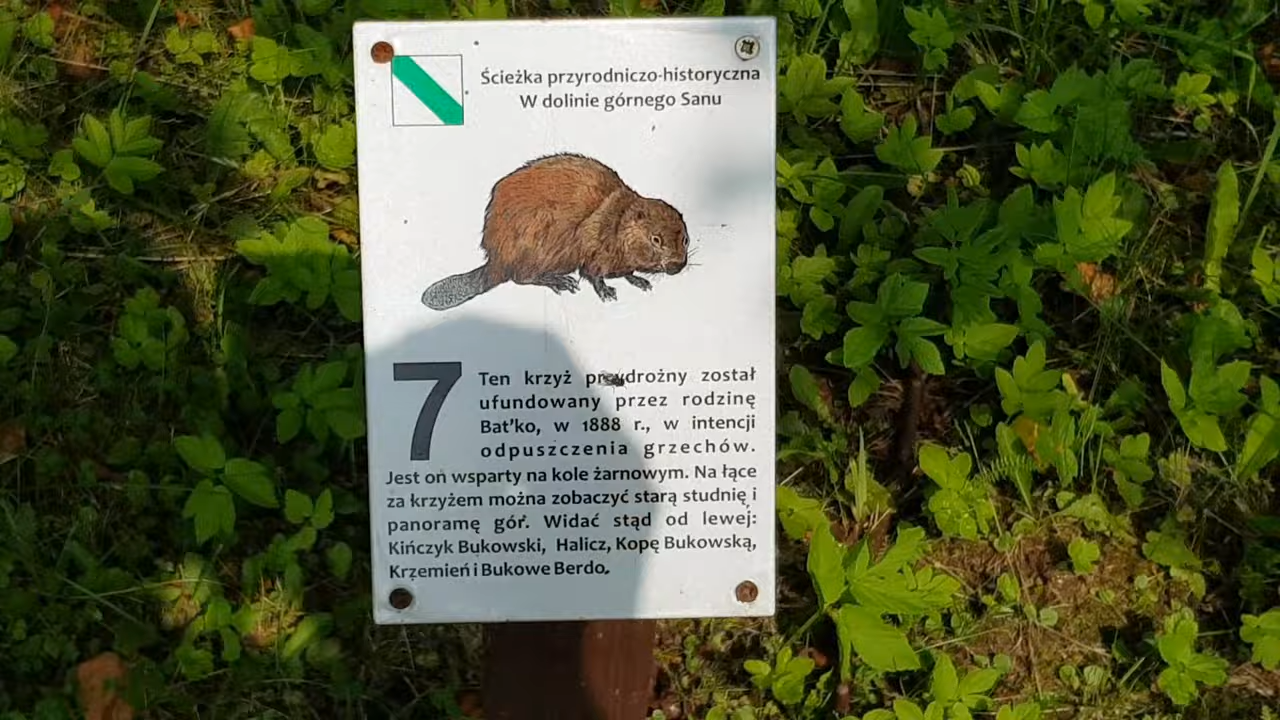 Ścieżka przyrodniczo-historyczna
W dolinie górnego Sanu
7
Ten krzyż przydrożny został
ufundowany przez rodzinę
Bat’ko, w 1888 r., w intencji
odpuszczenia grzechów.
Jest on wsparty na kole żarnowym. Na łące
za krzyżem można zobaczyć starą studnię i
panoramę gór. Widać stąd od lewej:
Kińczyk Bukowski, Halicz, Kopę Bukowską,
Krzemień i Bukowe Berdo.